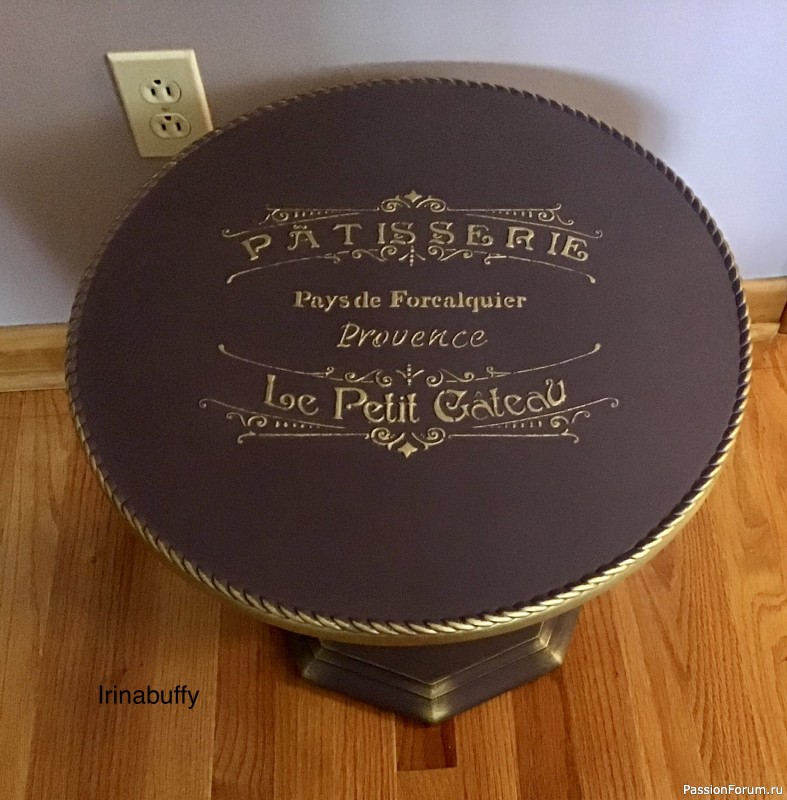 PÂTISSERIE
Pays de Forcalquier
Provence
Le Petit Gâteau
Irinabuffy
PassionForum.ru